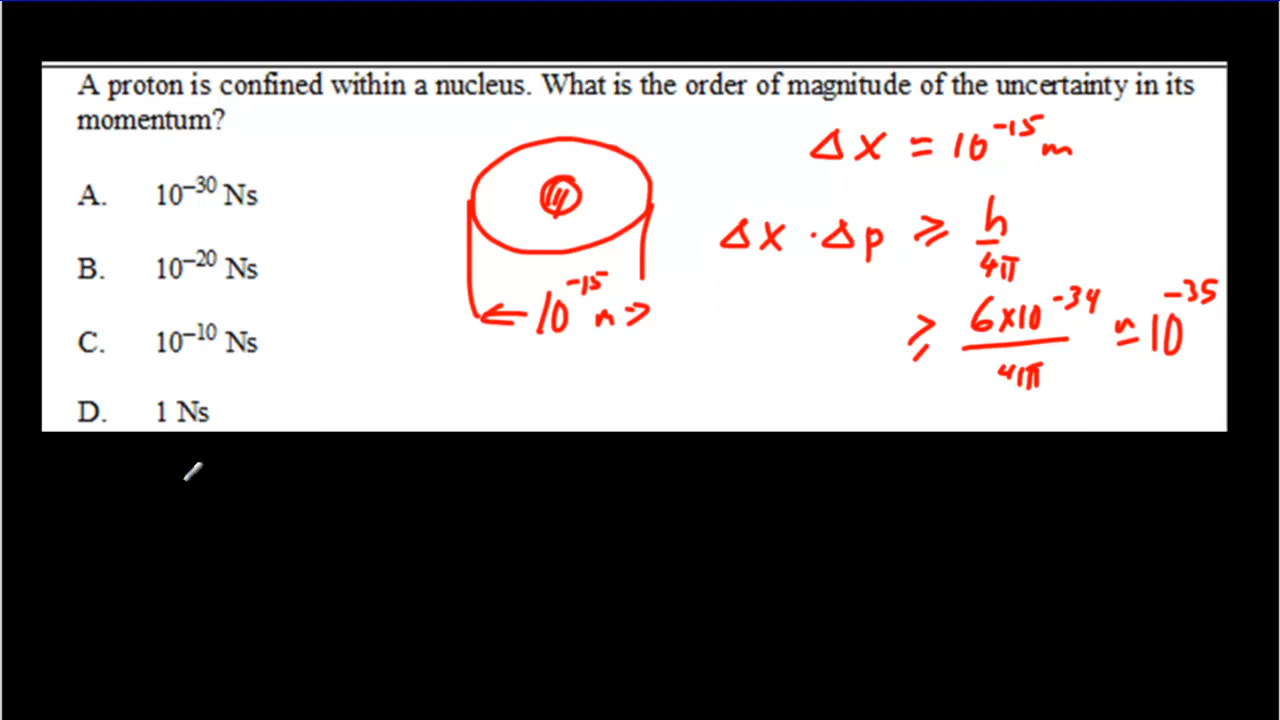 A proton is confined within a nucleus. What is the order of magnitude of the uncertainty in its
momentum?
A. 10⁻³⁰ Ns
B. 10⁻²⁰ Ns
C. 10⁻¹⁰ Ns
D. 1 Ns
10⁻¹⁵ m
Δx = 10⁻¹⁵ m
Δx · Δp ≥ h/4π
≥ 6×10⁻³⁴/4π ≈ 10⁻³⁵